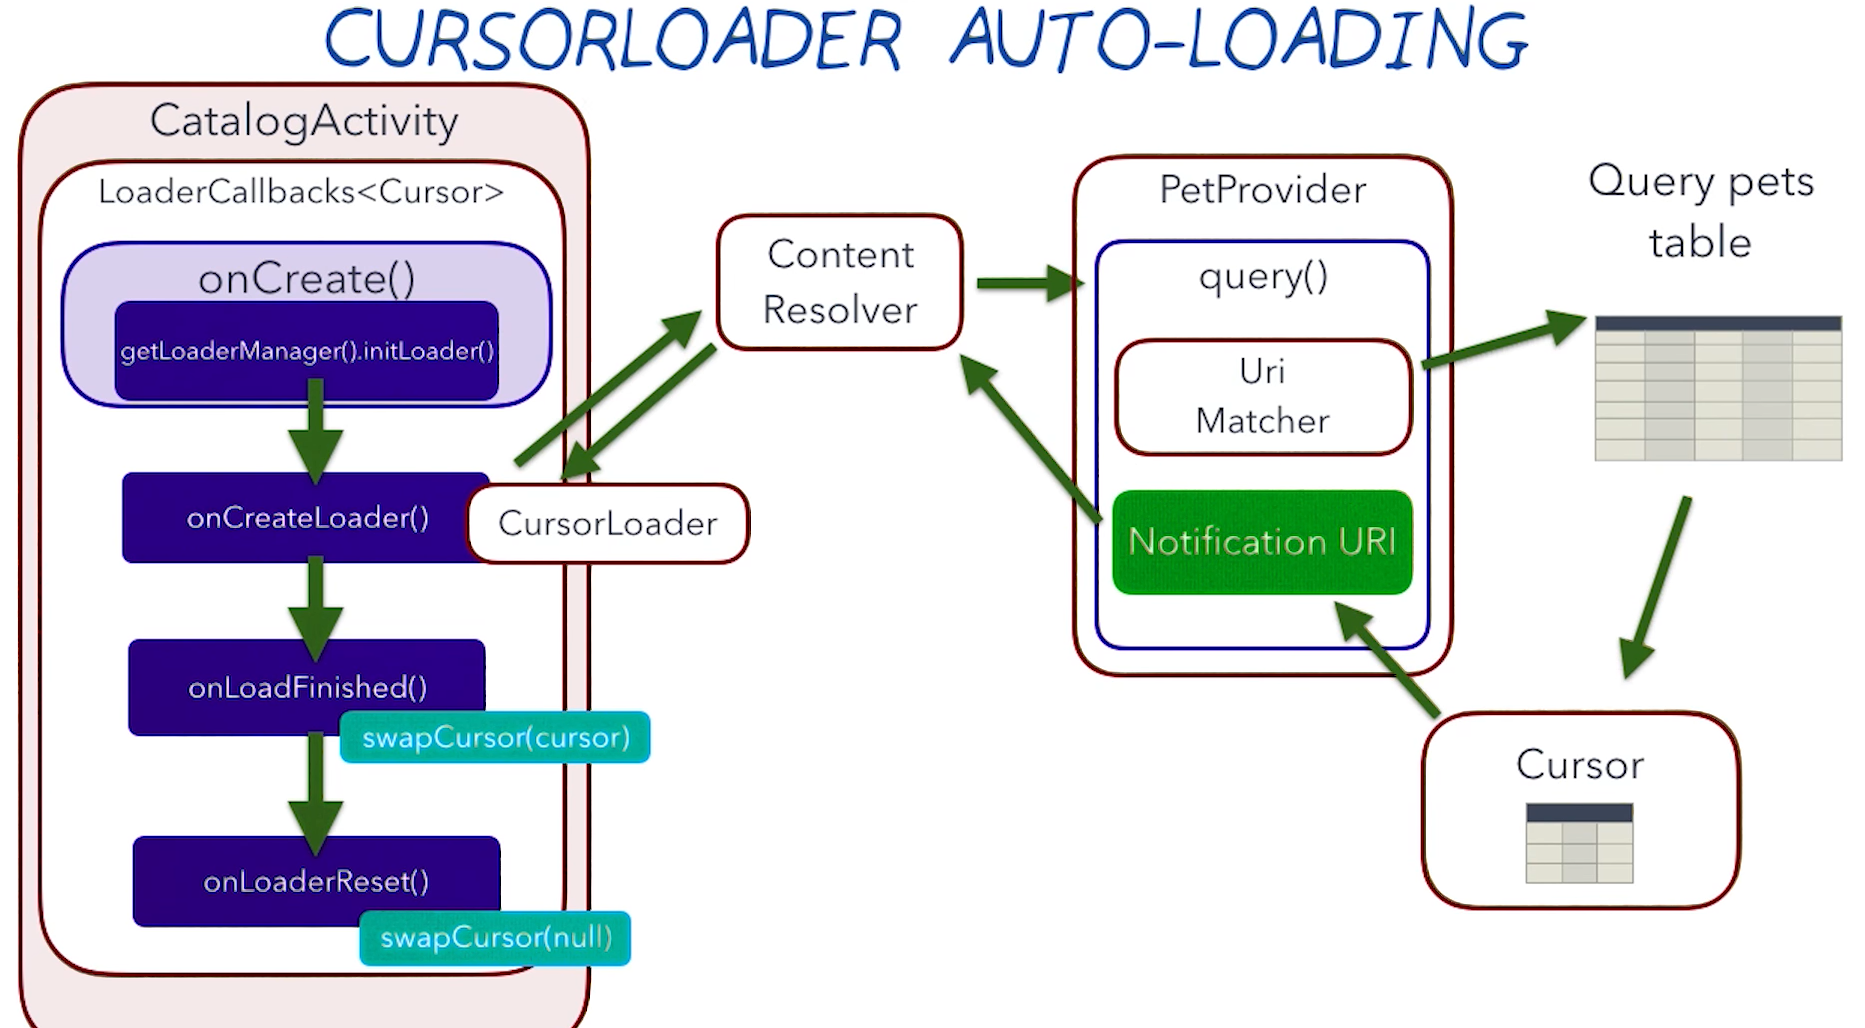 CURSORLOADER AUTO-LOADING
CatalogActivity
LoaderCallbacks<Cursor>
onCreate()
getLoaderManager().initLoader()
onCreateLoader()
CursorLoader
onLoadFinished()
swapCursor(cursor)
onLoaderReset()
swapCursor(null)
Content
Resolver
PetProvider
query()
Uri
Matcher
Notification URI
Query pets
table
Cursor